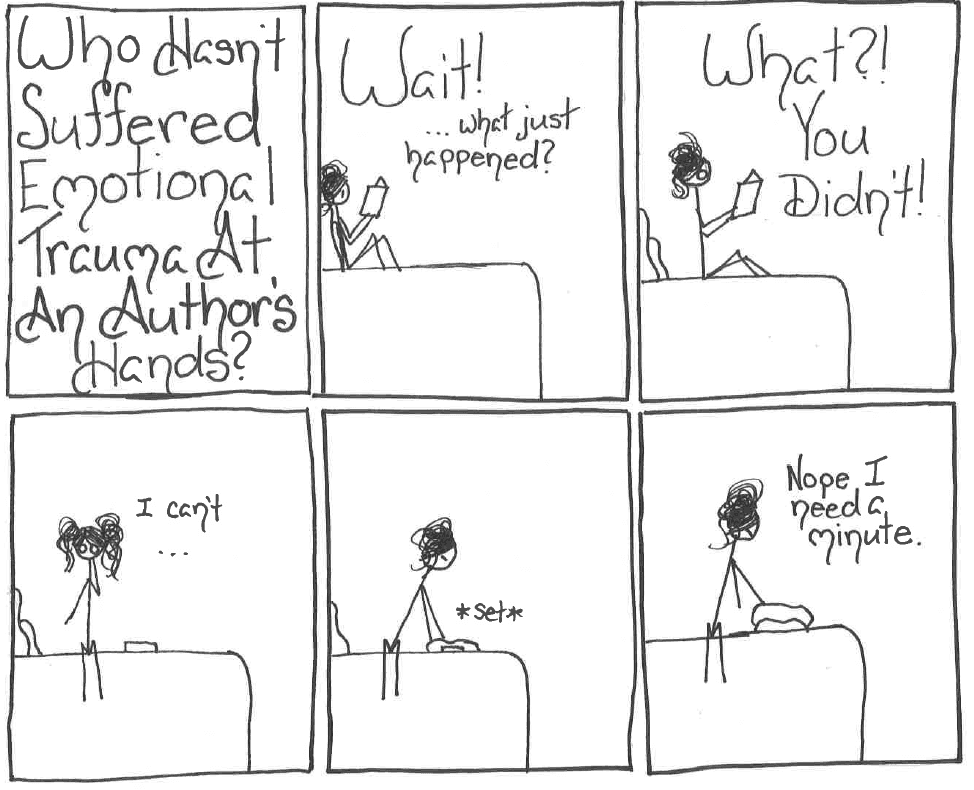 Who Hasn't
Suffered
Emotional
Trauma At
An Author's
Hands?
Wait!
...what just
happened?
What?!
You
Didn't!
I can't
...
*set*
Nope I
need a
minute.